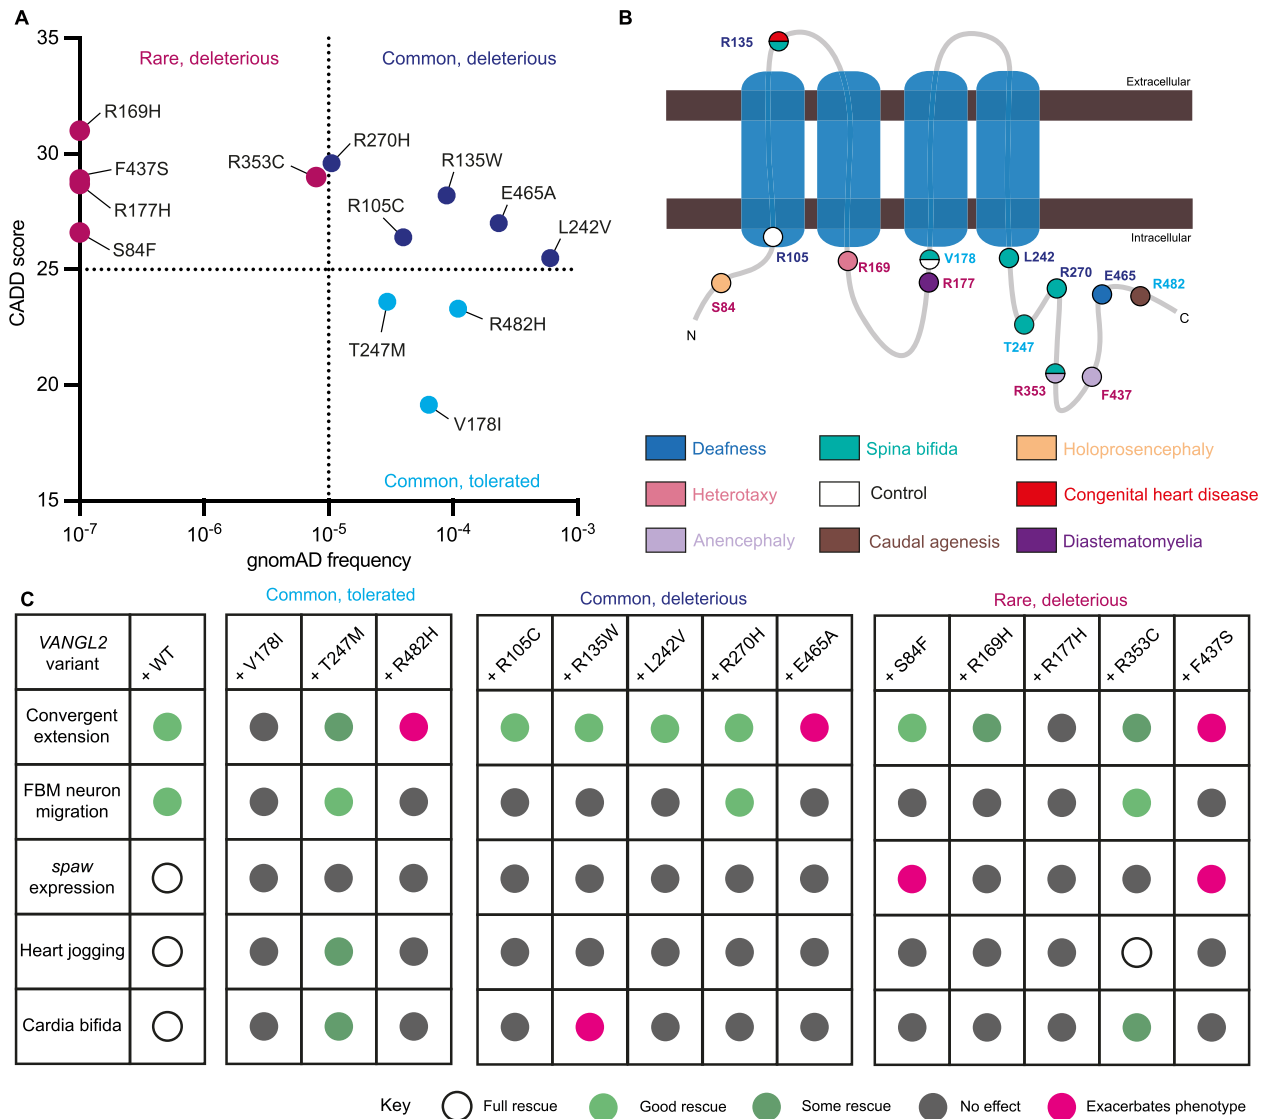 A
35
30
25
20
15
CADD score
Rare, deleterious
Common, deleterious
R169H
F437S
R177H
S84F
R353C
R270H
R135W
R105C
E465A
L242V
T247M
R482H
V178I
Common, tolerated
10-7
10-6
10-5
10-4
10-3
gnomAD frequency
B
R135
Extracellular
Intracellular
R105
R169
V178
R177
L242
R270
E465
R482
S84
N
C
T247
R353
F437
Deafness
Spina bifida
Holoprosencephaly
Heterotaxy
Control
Congenital heart disease
Anencephaly
Caudal agenesis
Diastematomyelia
C
Common, tolerated
Common, deleterious
Rare, deleterious
VANGL2
variant
+ WT
+ V178I
+ T247M
+ R482H
+ R105C
+ R135W
+ L242V
+ R270H
+ E465A
+ S84F
+ R169H
+ R177H
+ R353C
+ F437S
Convergent
extension
FBM neuron
migration
spaw
expression
Heart jogging
Cardia bifida
Key
Full rescue
Good rescue
Some rescue
No effect
Exacerbates phenotype